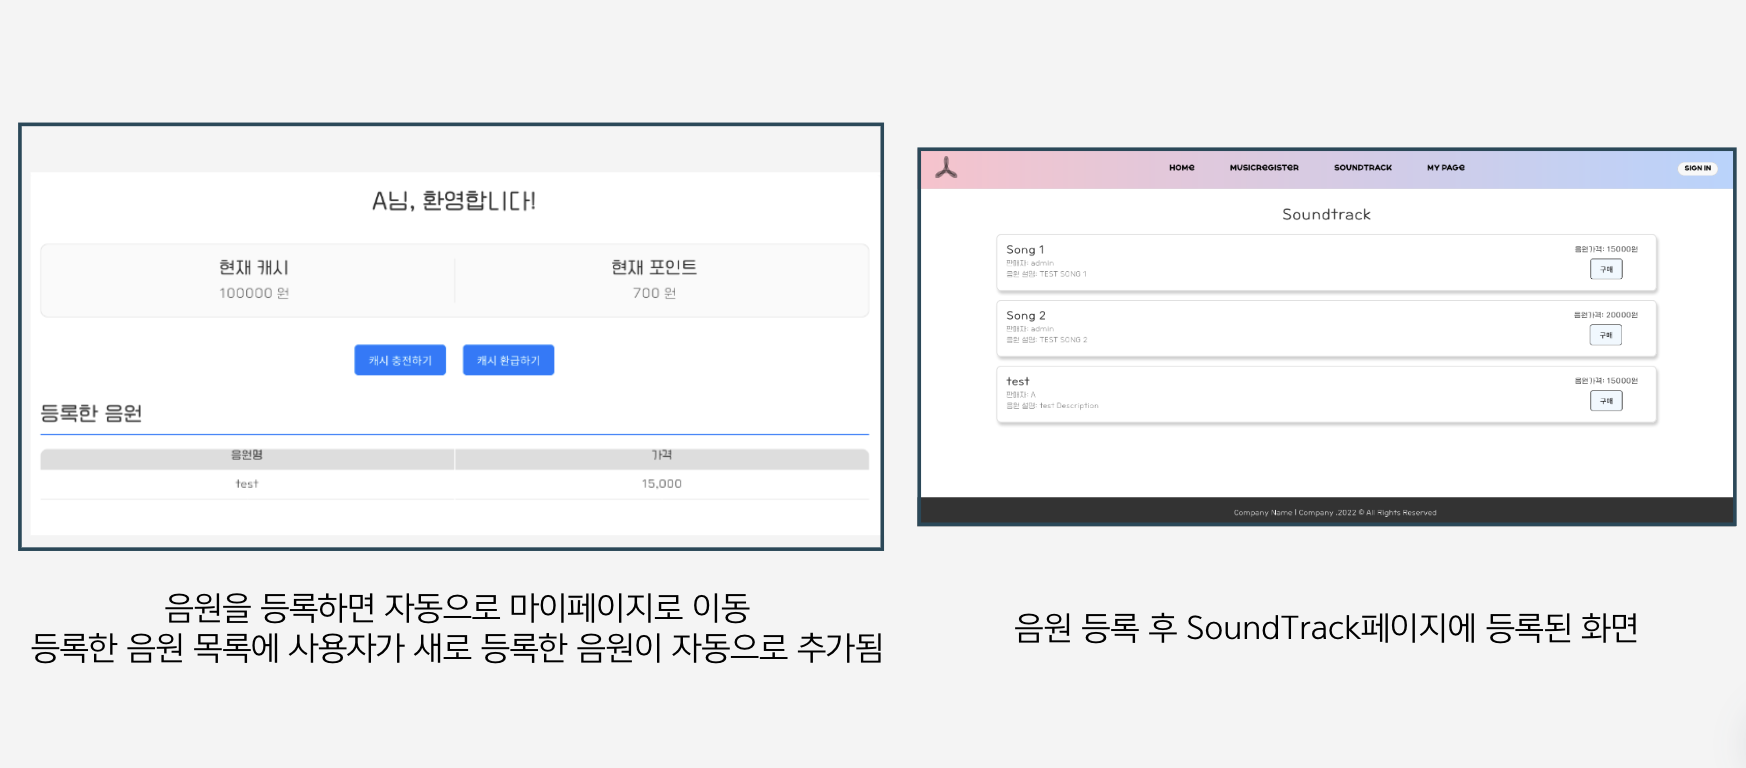 A님, 환영합니다!
현재 캐시
현재 포인트
100000 원
700 원
캐시 충전하기
캐시 환급하기
등록한 음원
음원명
가격
test
15,000
음원을 등록하면 자동으로 마이페이지로 이동
등록한 음원 목록에 사용자가 새로 등록한 음원이 자동으로 추가됨
HOME
MUSICREGISTER
SOUNDTRACK
MY PAGE
SIGN IN
Soundtrack
Song 1
판매자: admin
음원 설명: TEST SONG 1
음원가격: 15000원
구매
Song 2
판매자: admin
음원 설명: TEST SONG 2
음원가격: 20000원
구매
test
판매자: A
음원 설명: test Description
음원가격: 15000원
구매
Company Name | Company ,2022 © All Rights Reserved
음원 등록 후 SoundTrack페이지에 등록된 화면